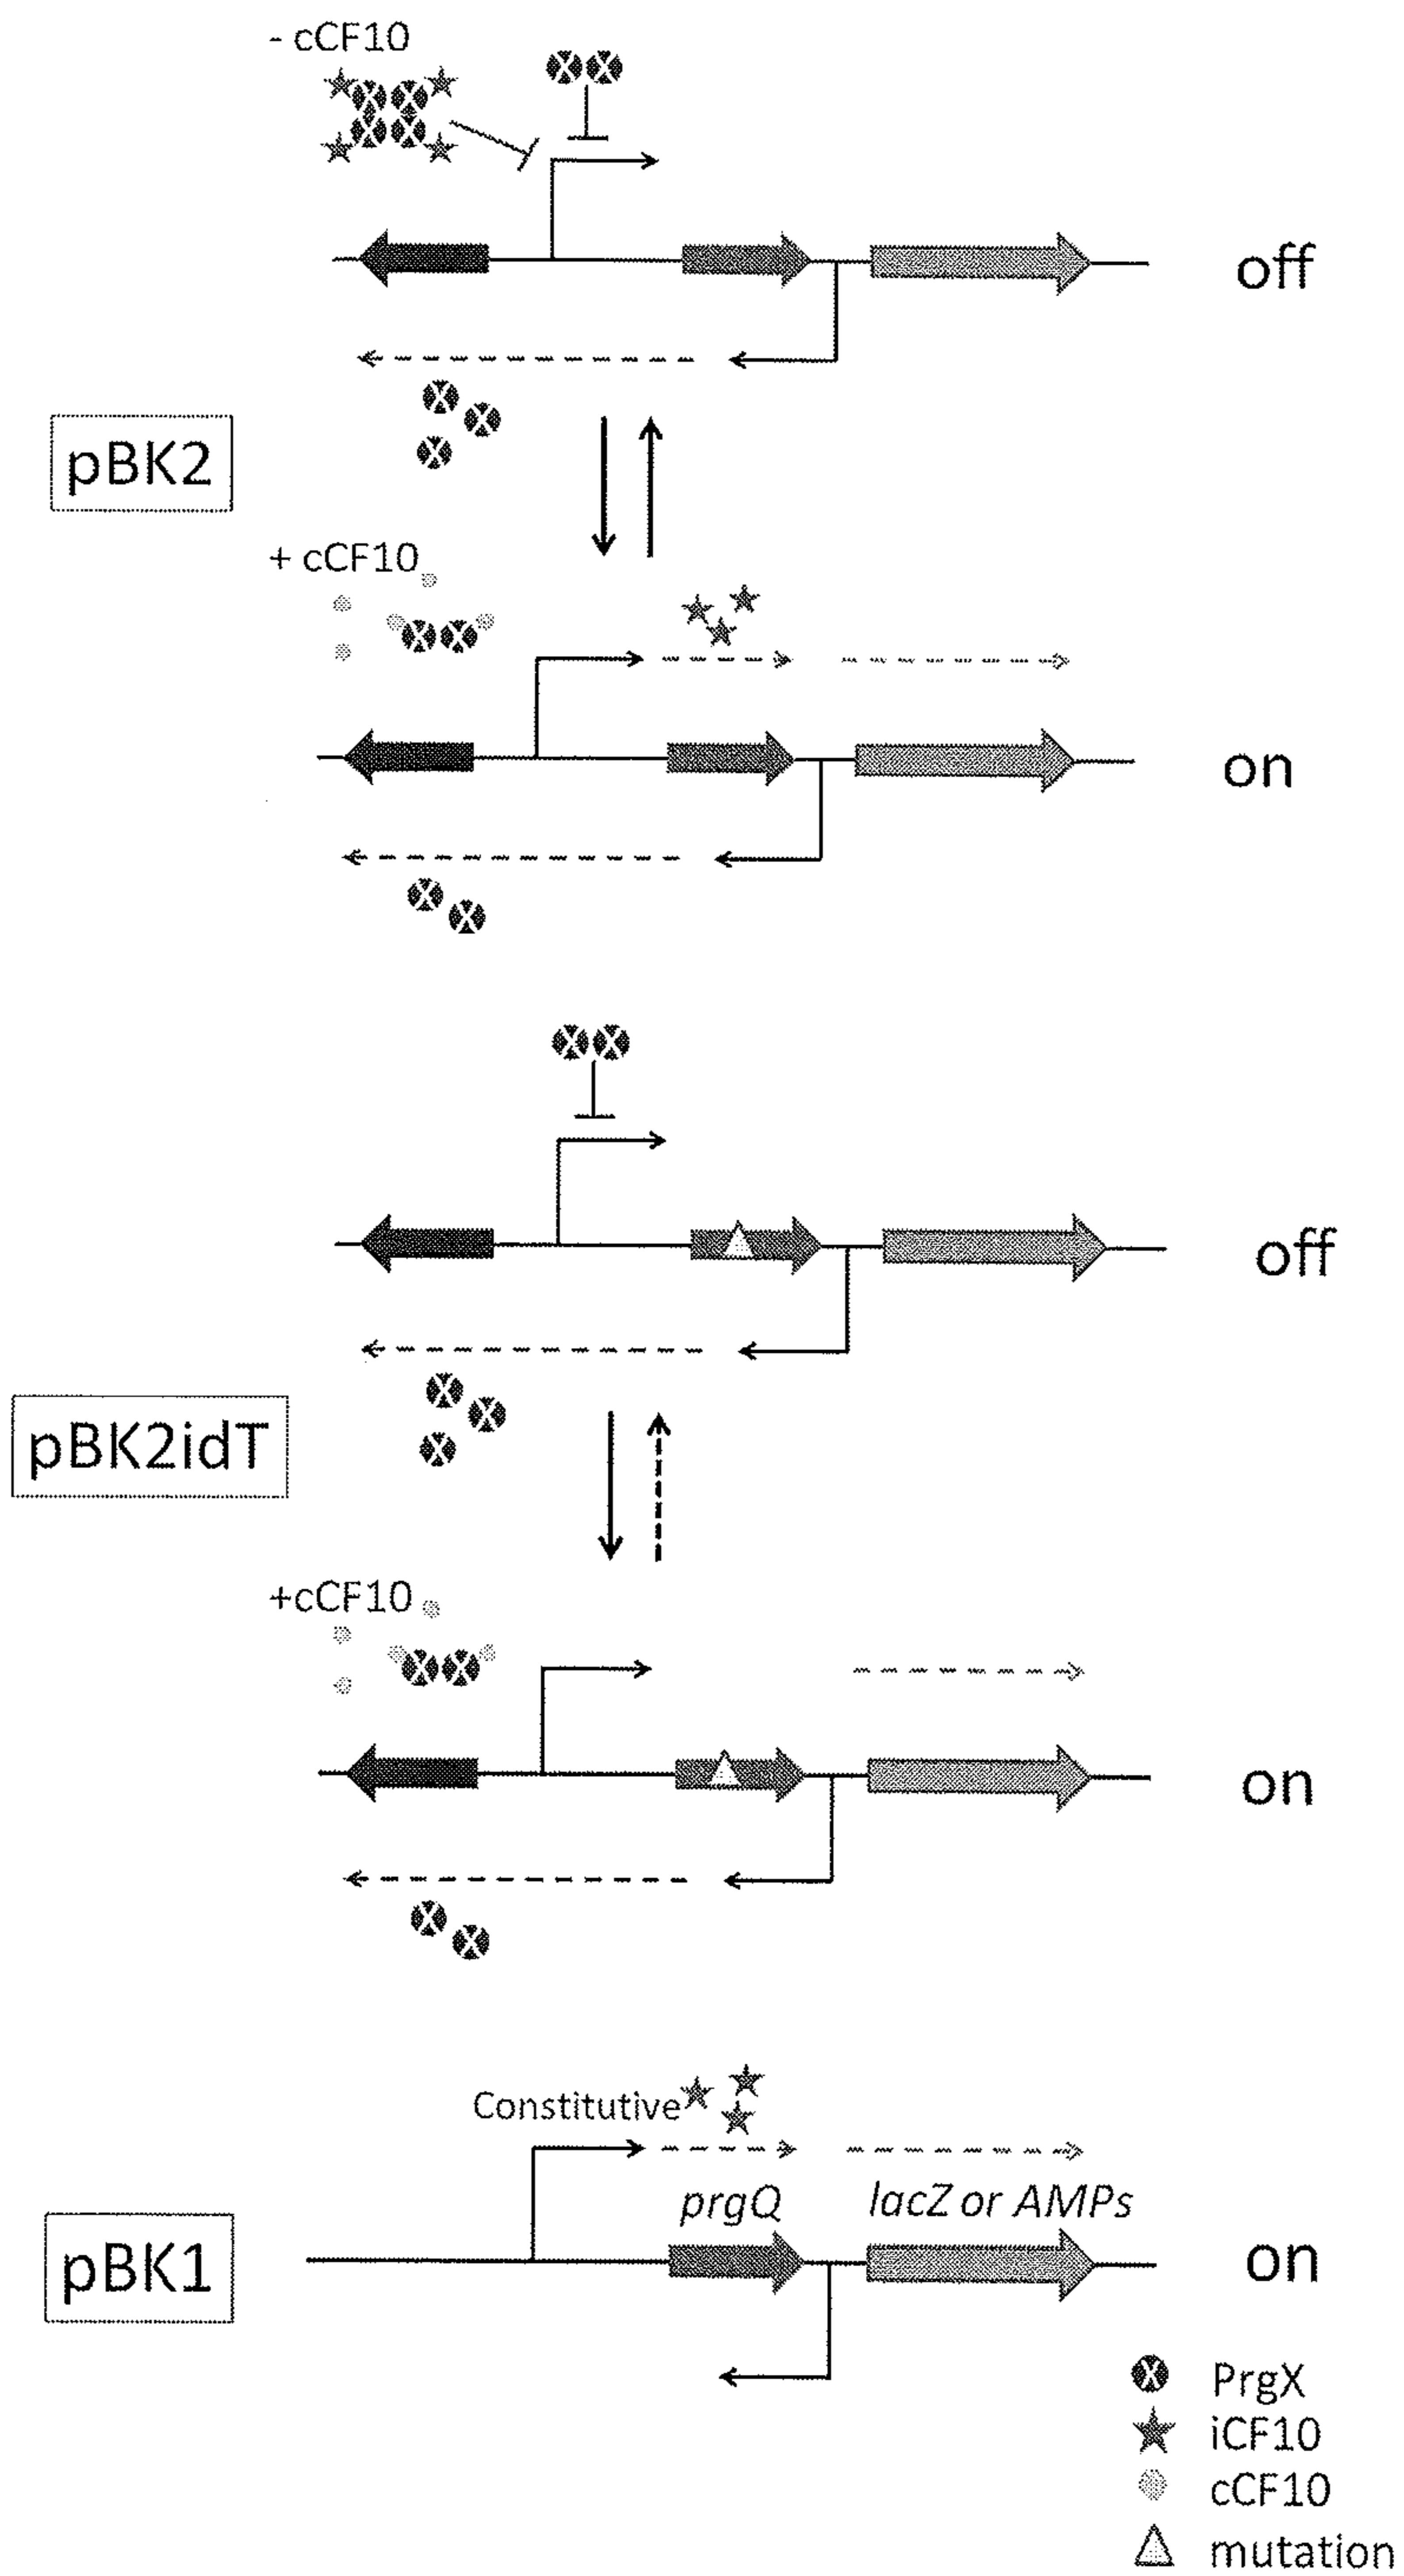 - cCF10
off
pBK2
+ cCF10
on
off
pBK2idT
+cCF10
on
Constitutive
prgQ
lacZ or AMPs
pBK1
on
X PrgX
iCF10
cCF10
mutation